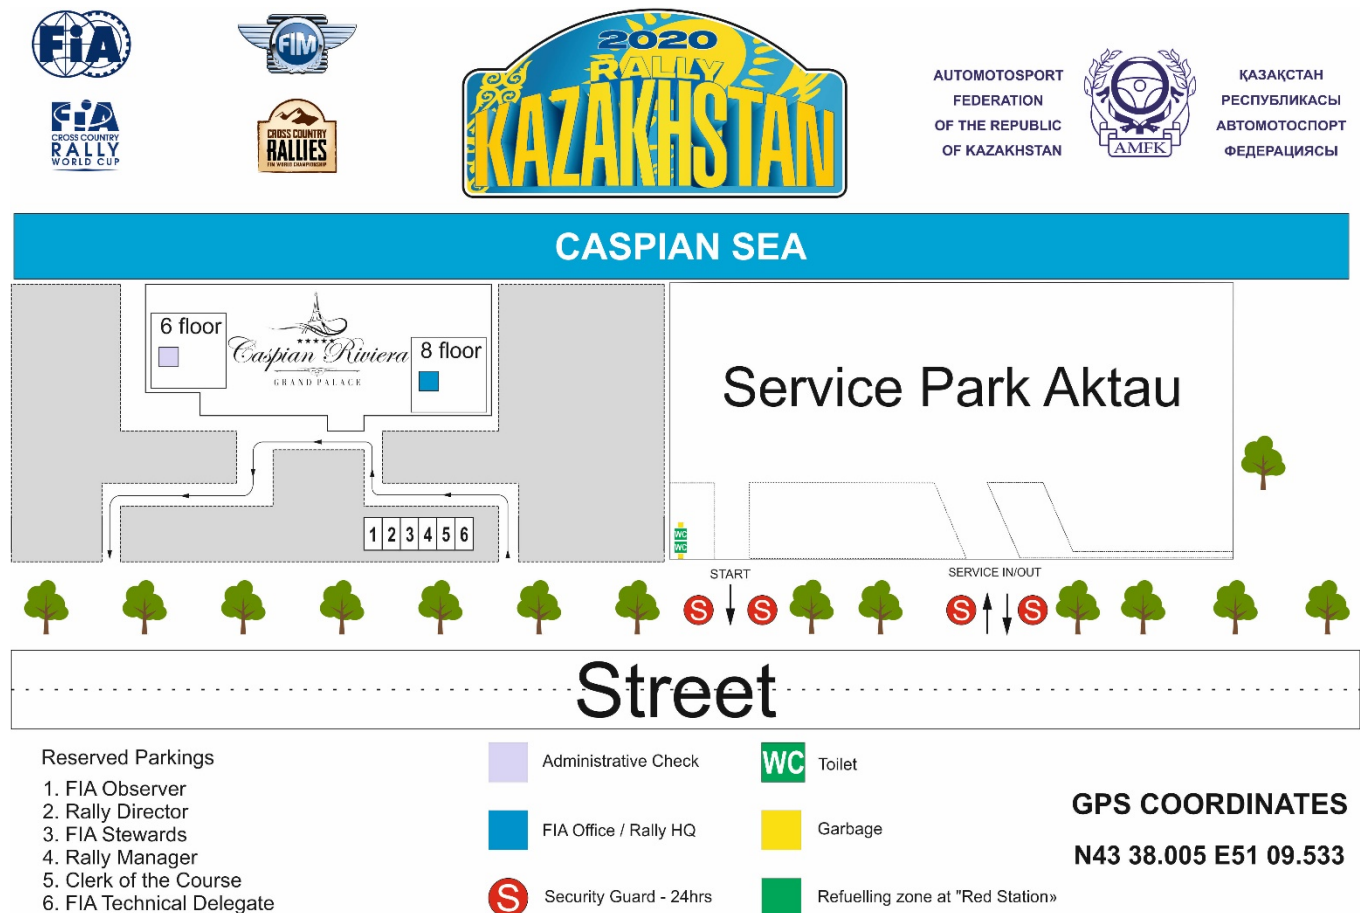 FiA
FIM
FiA
CROSS COUNTRY
RALLY
WORLD CUP
CROSS COUNTRY
RALLIES
FIM WORLD CHAMPIONSHIP
2020
RALLY
KAZAKHSTAN
AUTOMOTOSPORT
FEDERATION
OF THE REPUBLIC
OF KAZAKHSTAN
AMFK
ҚАЗАҚСТАН
РЕСПУБЛИКАСЫ
АВТОМОТОСПОРТ
ФЕДЕРАЦИЯСЫ
CASPIAN SEA
6 floor
Caspian Riviera
GRAND PALACE
8 floor
Service Park Aktau
1 2 3 4 5 6
WC
WC
START
SERVICE IN/OUT
S S
S S
Street
Reserved Parkings
1. FIA Observer
2. Rally Director
3. FIA Stewards
4. Rally Manager
5. Clerk of the Course
6. FIA Technical Delegate
Administrative Check
FIA Office / Rally HQ
S Security Guard - 24hrs
WC Toilet
Garbage
Refuelling zone at "Red Station»
GPS COORDINATES
N43 38.005 E51 09.533